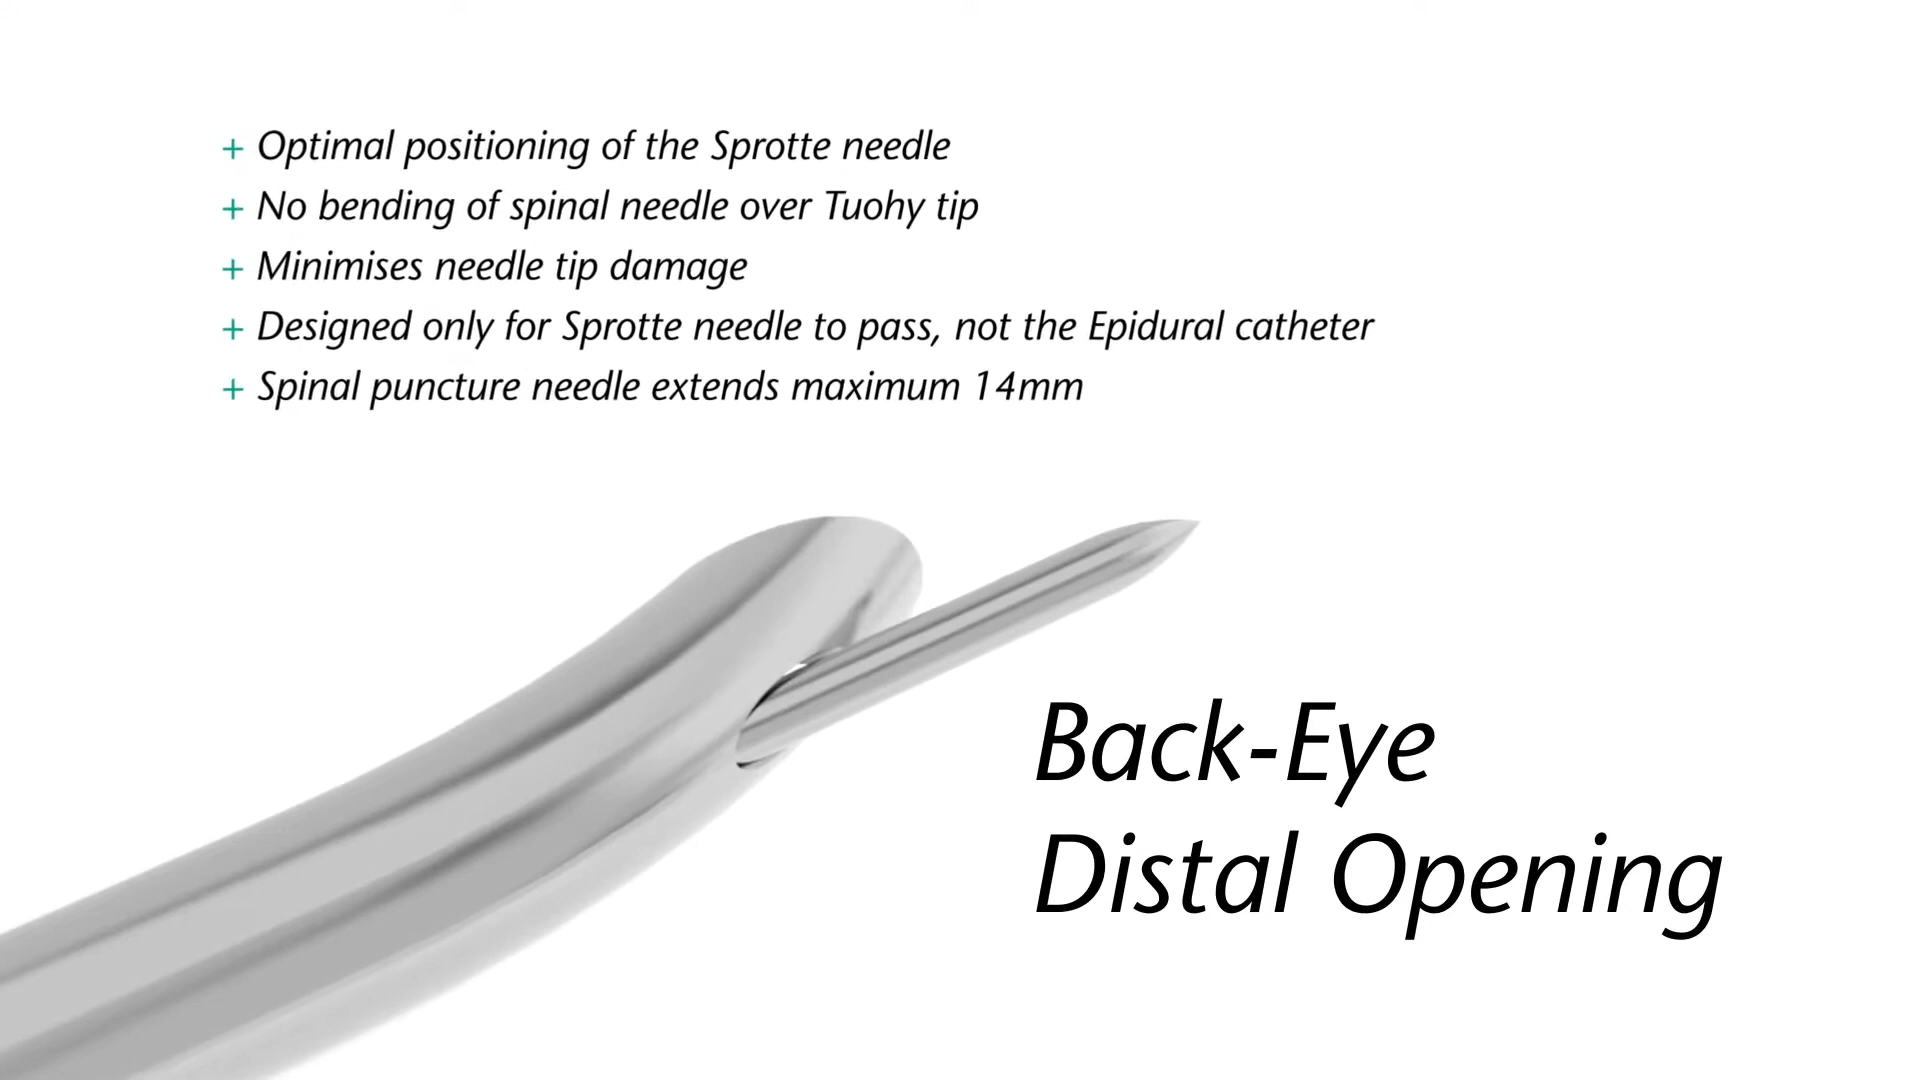 + Optimal positioning of the Sprotte needle
+ No bending of spinal needle over Tuohy tip
+ Minimises needle tip damage
+ Designed only for Sprotte needle to pass, not the Epidural catheter
+ Spinal puncture needle extends maximum 14mm
Back-Eye
Distal Opening